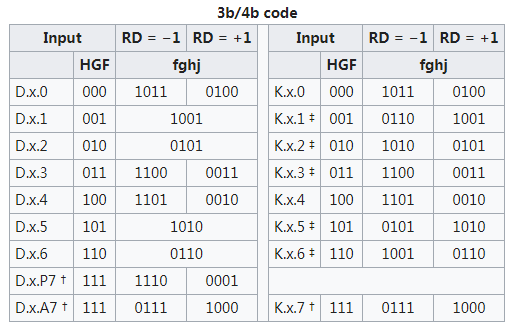 3b/4b code
Input RD = −1 RD = +1 Input RD = −1 RD = +1
HGF fghj HGF fghj
D.x.0 000 1011 0100 K.x.0 000 1011 0100
D.x.1 001 1001 K.x.1 ‡ 001 0110 1001
D.x.2 010 0101 K.x.2 ‡ 010 1010 0101
D.x.3 011 1100 0011 K.x.3 ‡ 011 1100 0011
D.x.4 100 1101 0010 K.x.4 100 1101 0010
D.x.5 101 1010 K.x.5 ‡ 101 0101 1010
D.x.6 110 0110 K.x.6 ‡ 110 1001 0110
D.x.P7 † 111 1110 0001
D.x.A7 † 111 0111 1000 K.x.7 † 111 0111 1000